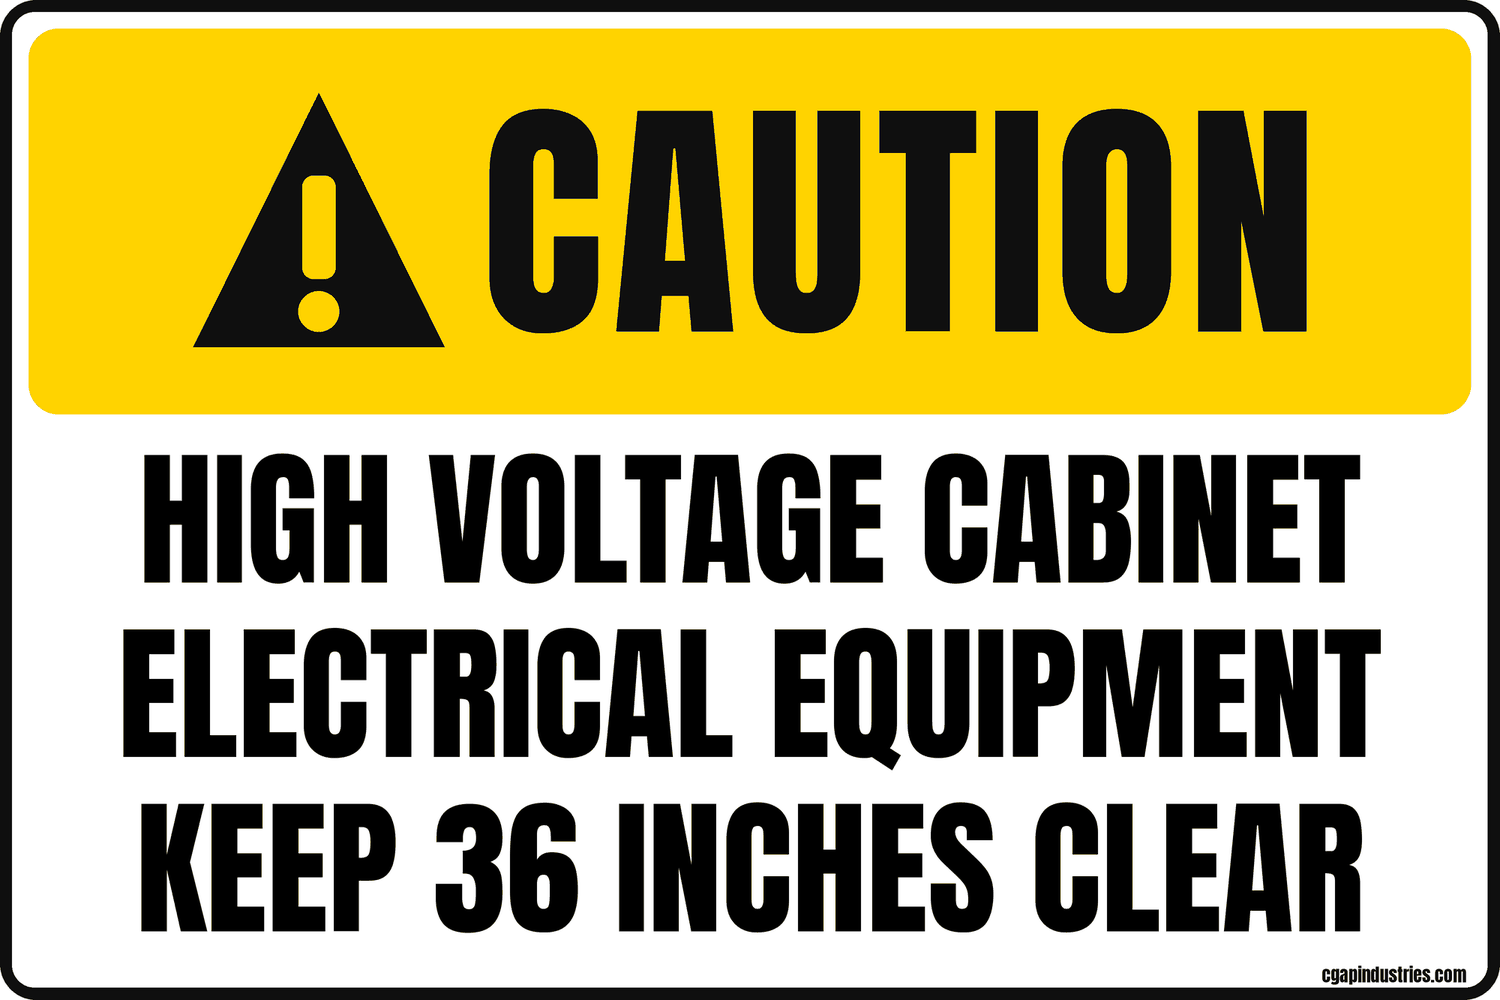 CAUTION
HIGH VOLTAGE CABINET
ELECTRICAL EQUIPMENT
KEEP 36 INCHES CLEAR
cgapindustries.com